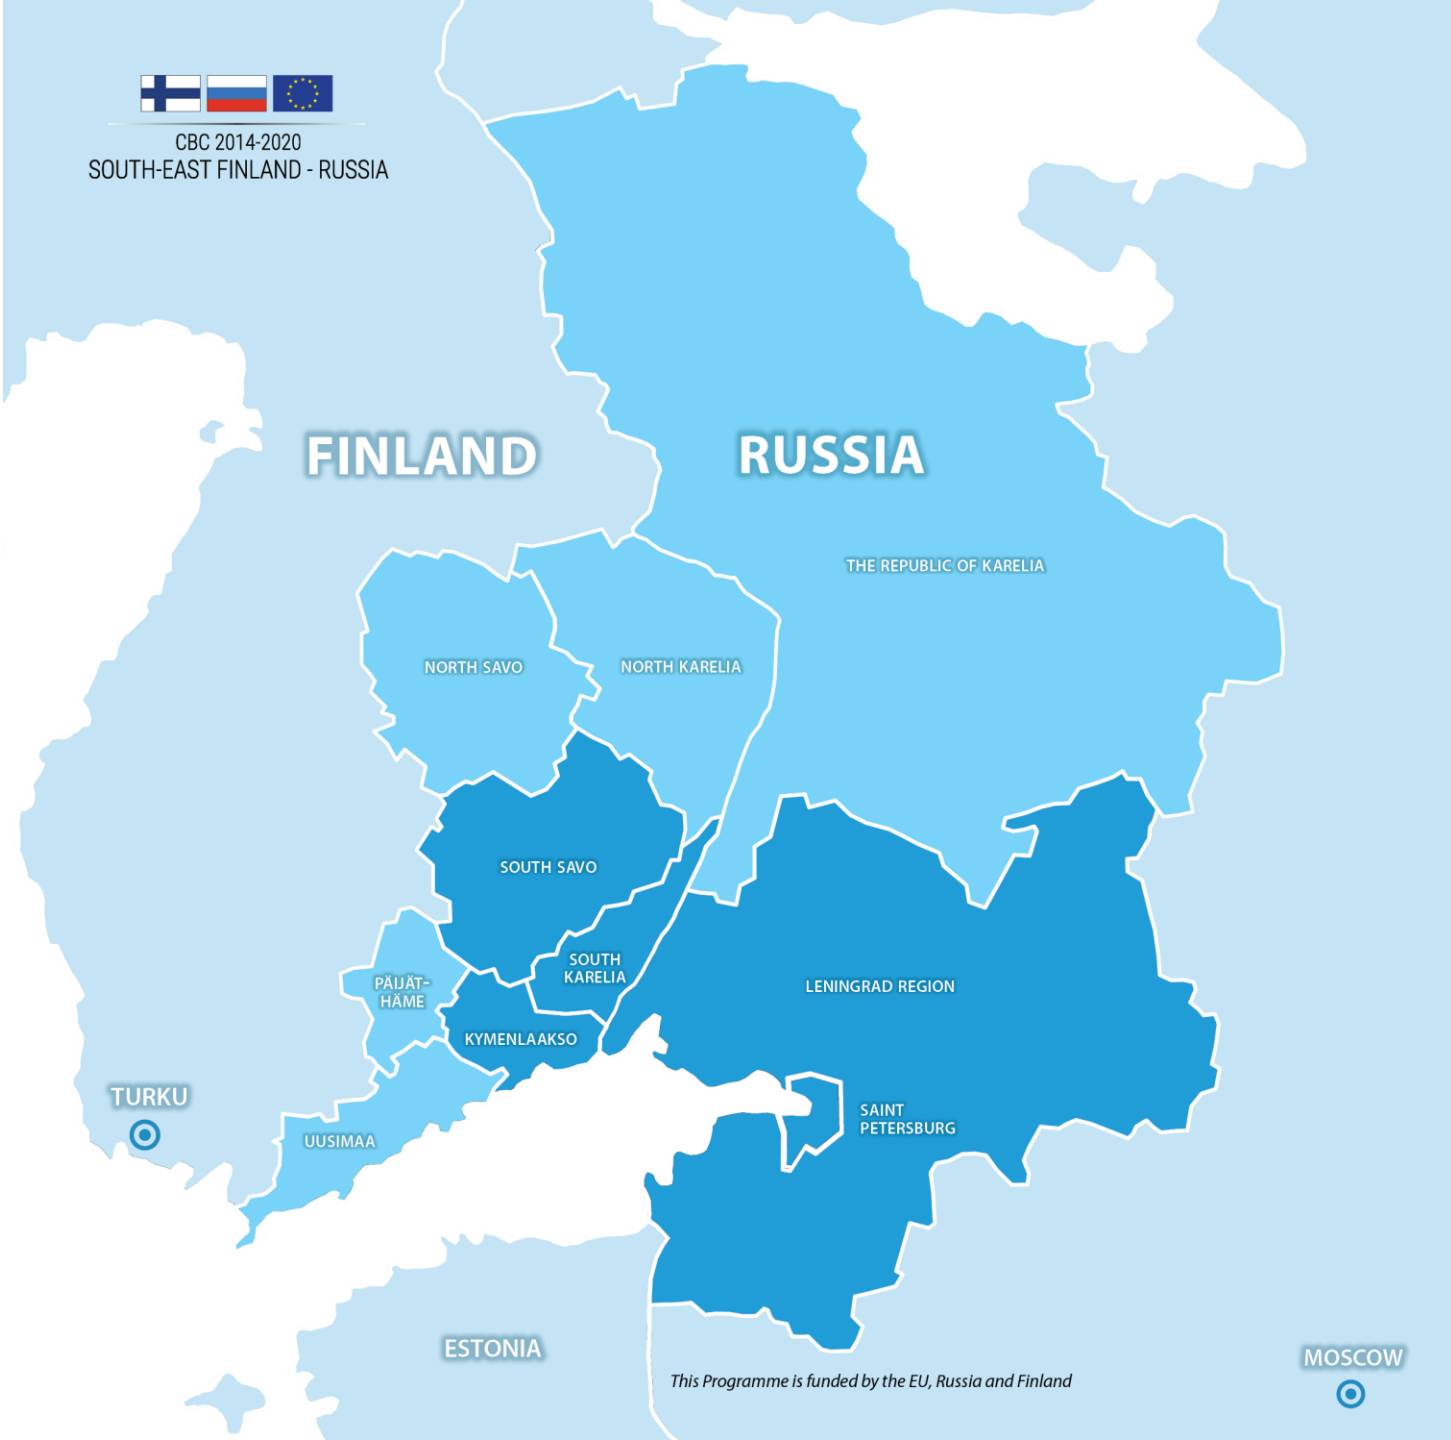 CBC 2014-2020
SOUTH-EAST FINLAND - RUSSIA
FINLAND
RUSSIA
THE REPUBLIC OF KARELIA
NORTH SAVO
NORTH KARELIA
SOUTH SAVO
SOUTH
KARELIA
PÄIJÄT-
HÄME
LENINGRAD REGION
KYMENLAAKSO
TURKU
SAINT
PETERSBURG
UUSIMAA
ESTONIA
MOSCOW
This Programme is funded by the EU, Russia and Finland